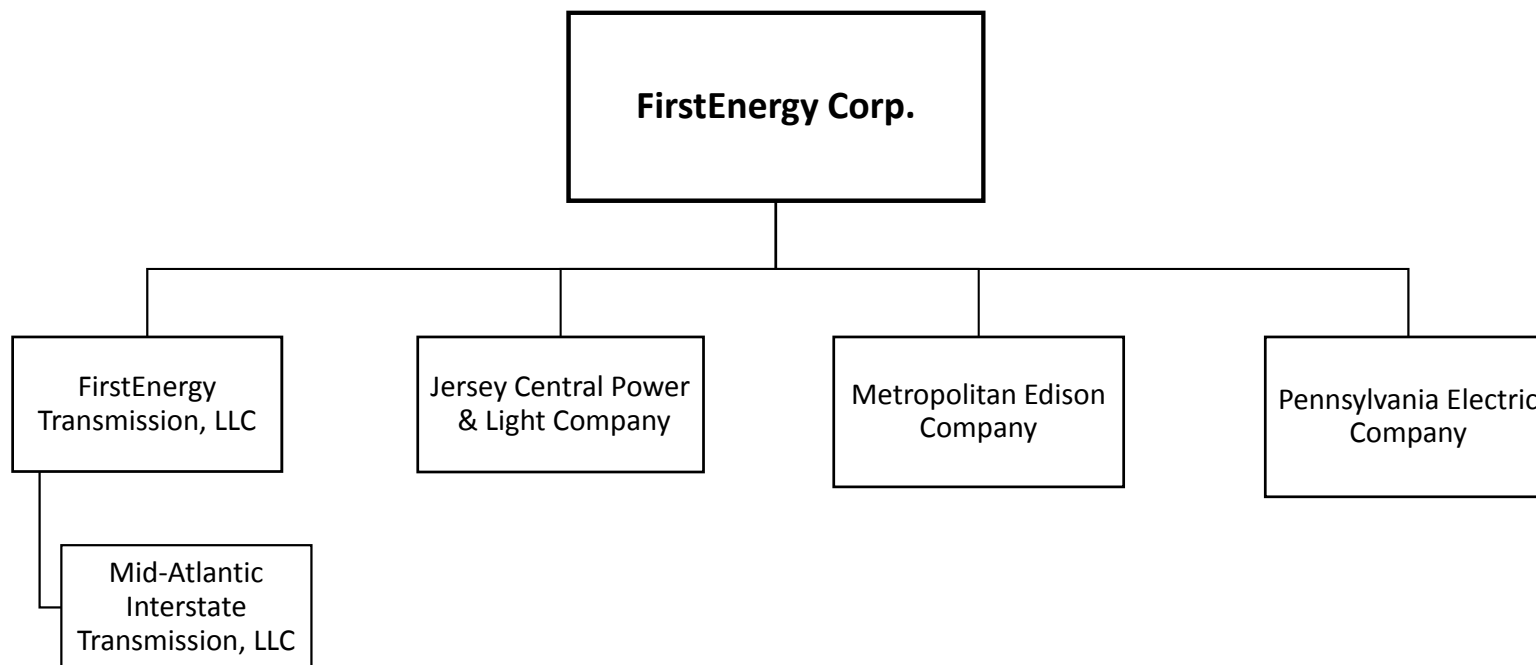 FirstEnergy Corp.
FirstEnergy
Transmission, LLC
Jersey Central Power
& Light Company
Metropolitan Edison
Company
Pennsylvania Electric
Company
Mid-Atlantic
Interstate
Transmission, LLC